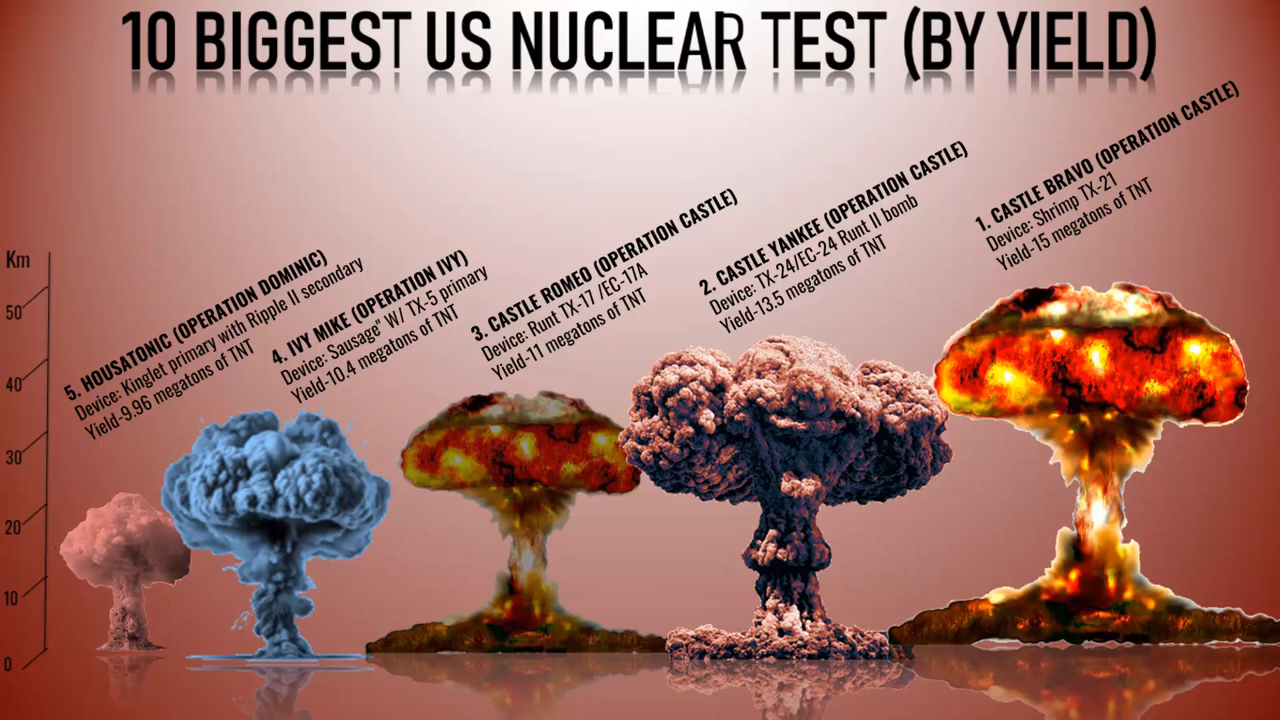 10 BIGGEST US NUCLEAR TEST (BY YIELD)
Km
50
40
30
20
10
0
5. HOUSATONIC (OPERATION DOMINIC)
Device: Kinglet primary with Ripple II secondary
Yield-9.96 megatons of TNT
4. IVY MIKE (OPERATION IVY)
Device: Sausage" W/ TX-5 primary
Yield-10.4 megatons of TNT
3. CASTLE ROMEO (OPERATION CASTLE)
Device: Runt TX-17 /EC-17A
Yield-11 megatons of TNT
2. CASTLE YANKEE (OPERATION CASTLE)
Device: TX-24/EC-24 Runt II bomb
Yield-13.5 megatons of TNT
1. CASTLE BRAVO (OPERATION CASTLE)
Device: Shrimp TX-21
Yield-15 megatons of TNT